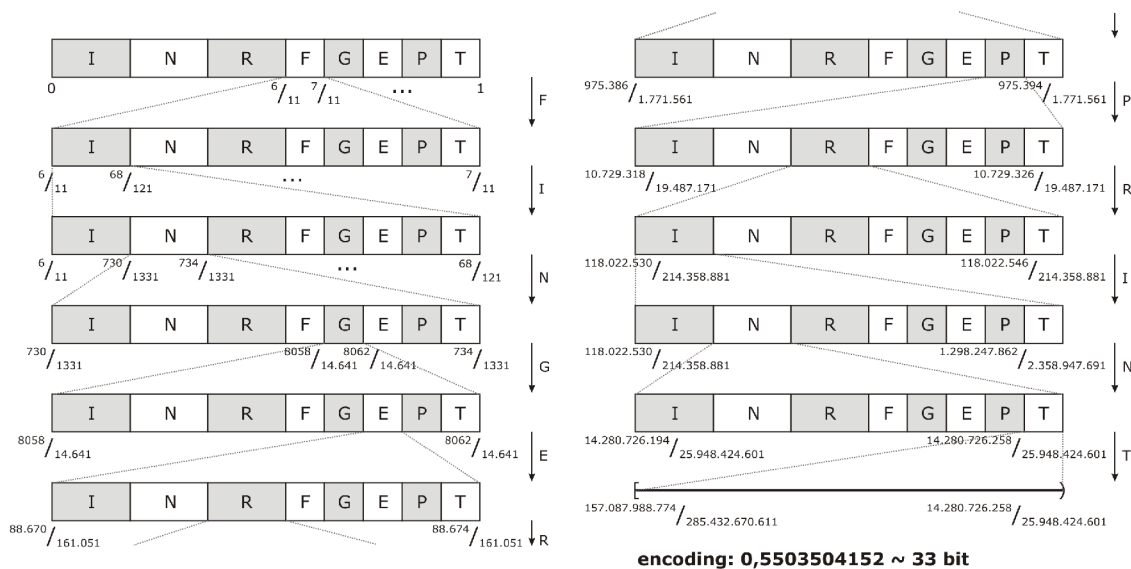 I N R F G E P T
0 6/11 7/11 ... 1
F
I N R F G E P T
6/11 68/121 ... 7/11
I
I N R F G E P T
6/11 730/1331 734/1331 ... 68/121
N
I N R F G E P T
730/1331 8058/14.641 8062/14.641 734/1331
G
I N R F G E P T
8058/14.641 8062/14.641
E
I N R F G E P T
88.670/161.051 88.674/161.051
R
I N R F G E P T
975.386/1.771.561 975.394/1.771.561
P
I N R F G E P T
10.729.318/19.487.171 10.729.326/19.487.171
R
I N R F G E P T
118.022.530/214.358.881 118.022.546/214.358.881
I
I N R F G E P T
118.022.530/214.358.881 1.298.247.862/2.358.947.691
N
I N R F G E P T
14.280.726.194/25.948.424.601 14.280.726.258/25.948.424.601
T
157.087.988.774/285.432.670.611 14.280.726.258/25.948.424.601
encoding: 0,5503504152 ~ 33 bit